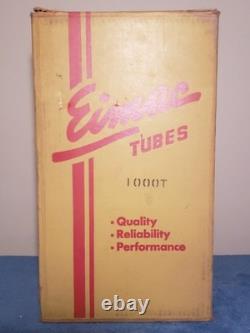 Eimac
TUBES
1000T
• Quality
• Reliability
• Performance